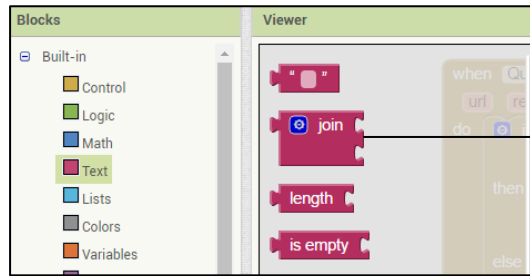 Blocks
Viewer
Built-in
Control
Logic
Math
Text
Lists
Colors
Variables
" "
join
length
is empty
when
url
do
then
else